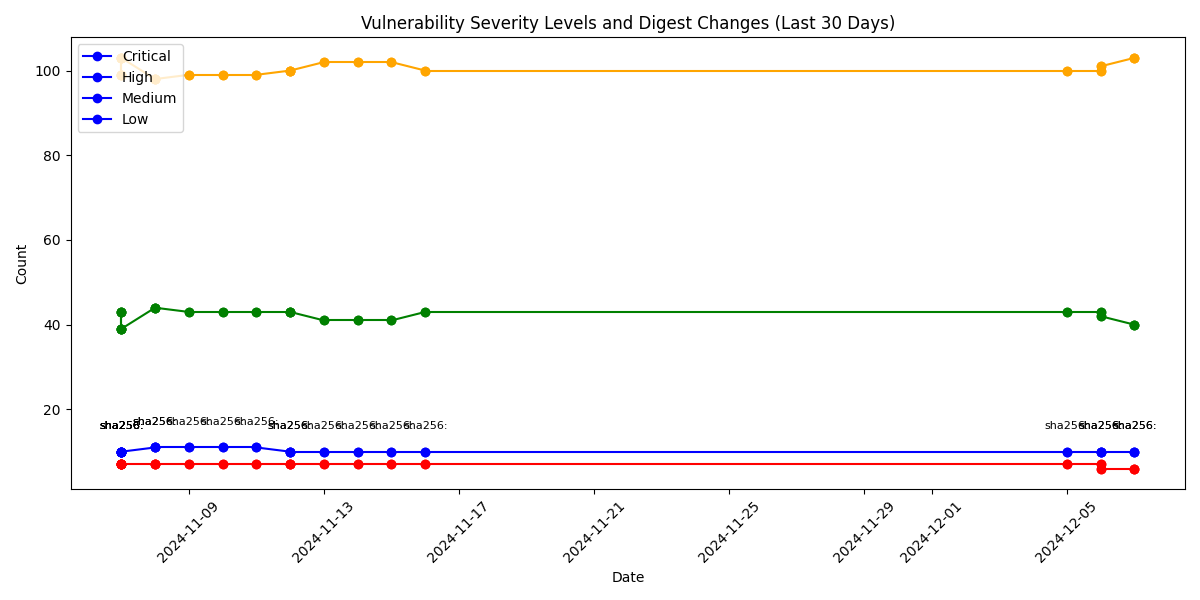 Vulnerability Severity Levels and Digest Changes (Last 30 Days)
Critical
High
Medium
Low
100
80
60
40
20
Count
sha256: sha256: sha256: sha256: sha256: sha256: sha256: sha256: sha256: sha256: sha256: sha256: sha256:
2024-11-09 2024-11-13 2024-11-17 2024-11-21 2024-11-25 2024-11-29 2024-12-01 2024-12-05
Date